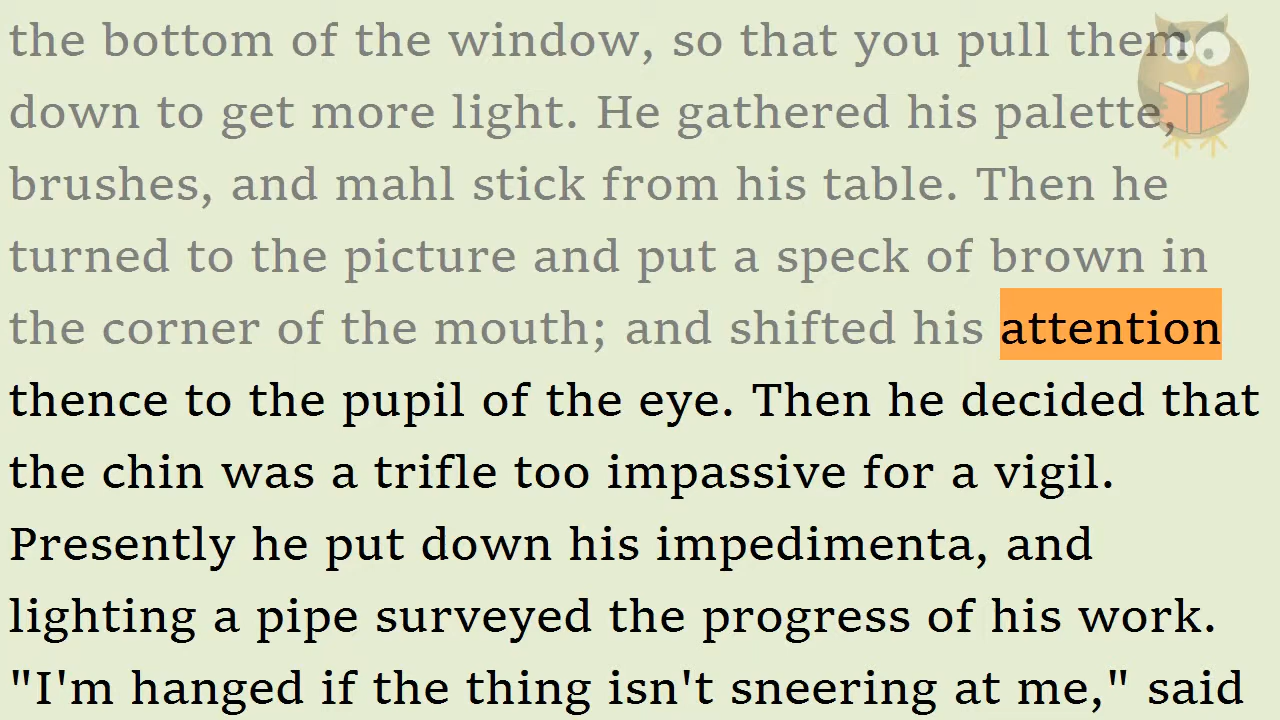 the bottom of the window, so that you pull them
down to get more light. He gathered his palette,
brushes, and mahl stick from his table. Then he
turned to the picture and put a speck of brown in
the corner of the mouth; and shifted his attention
thence to the pupil of the eye. Then he decided that
the chin was a trifle too impassive for a vigil.
Presently he put down his impedimenta, and
lighting a pipe surveyed the progress of his work.
"I'm hanged if the thing isn't sneering at me," said